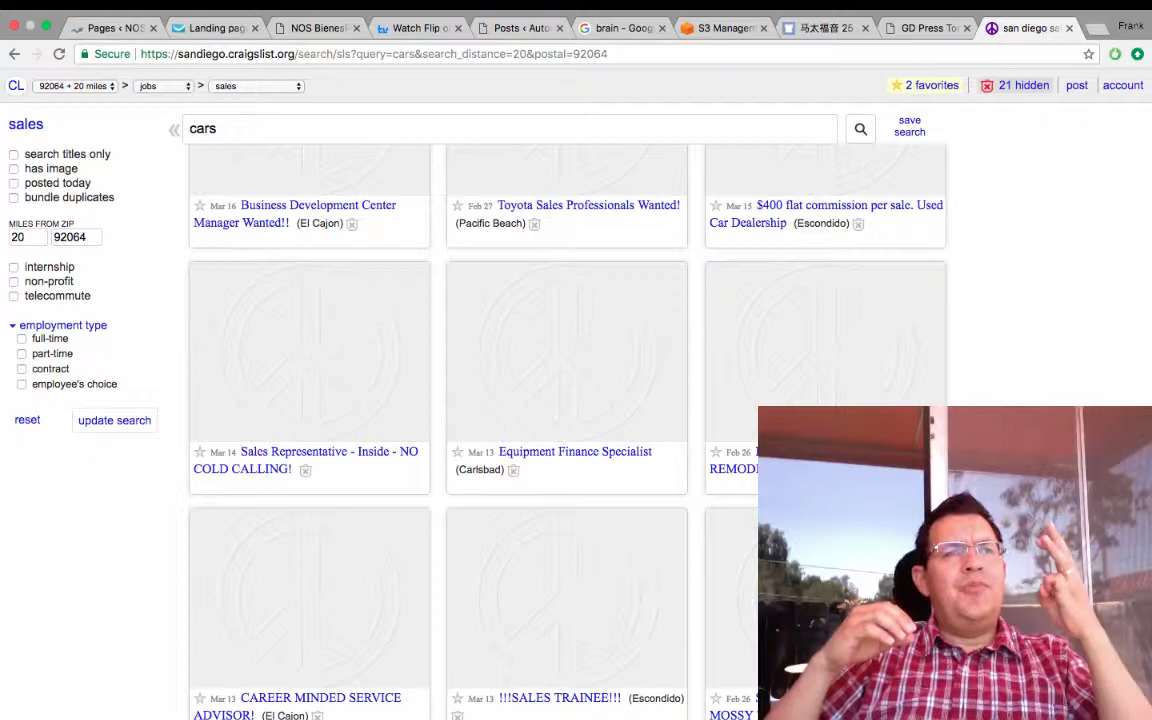 Pages ‹ NOS
Landing page
NOS Bienes
Watch Flip o
Posts ‹ Auto
brain - Goog
S3 Managem
马太福音 25
GD Press To
san diego sa
Frank
Secure
https://sandiego.craigslist.org/search/sls?query=cars&search_distance=20&postal=92064
CL
92064 + 20 miles
>
jobs
>
sales
2 favorites
21 hidden
post
account
sales
cars
save
search
search titles only
has image
posted today
bundle duplicates
MILES FROM ZIP
20
92064
internship
non-profit
telecommute
employment type
full-time
part-time
contract
employee's choice
reset
update search
Mar 16 Business Development Center
Manager Wanted!! (El Cajon)
Feb 27 Toyota Sales Professionals Wanted!
(Pacific Beach)
Mar 15 $400 flat commission per sale. Used
Car Dealership (Escondido)
Mar 14 Sales Representative - Inside - NO
COLD CALLING!
Mar 13 Equipment Finance Specialist
(Carlsbad)
Feb 26
REMOD
Mar 13 CAREER MINDED SERVICE
ADVISOR! (El Cajon)
Mar 13 !!!SALES TRAINEE!!! (Escondido)
Feb 26
MOSSY